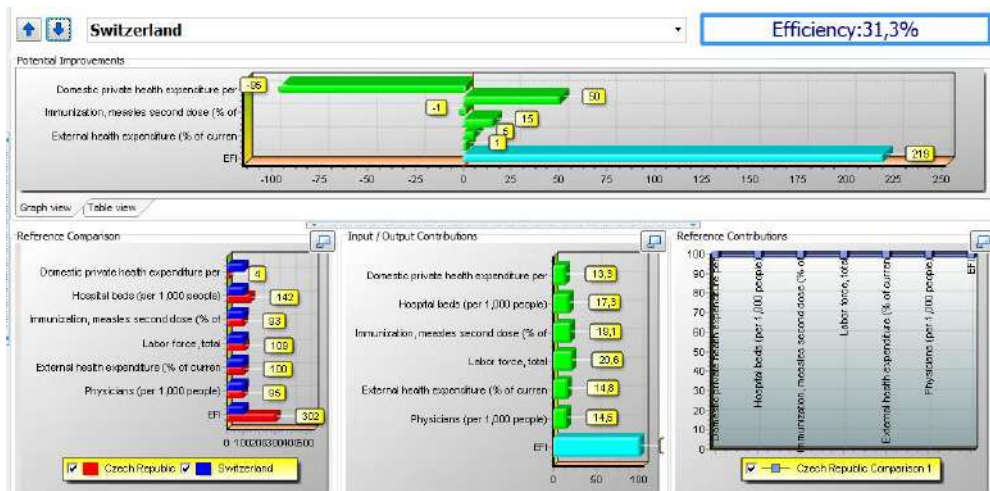 Switzerland
Efficiency:31,3%
Potential Improvements
Domestic private health expenditure per
Immunization, measles second dose (% of
External health expenditure (% of curren
EFI
-95
50
-1
15
5
1
219
-100 -75 -50 -25 0 25 50 75 100 125 150 175 200 225 250
Graph view Table view
Reference Comparison
Domestic private health expenditure per
Hospital beds (per 1,000 people)
Immunization, measles second dose (% of
Labor force, total
External health expenditure (% of curren
Physicians (per 1,000 people)
EFI
4
142
93
109
100
95
302
0 100200300400500
Czech Republic Switzerland
Input / Output Contributions
Domestic private health expenditure per
Hospital beds (per 1,000 people)
Immunization, measles second dose (% of
Labor force, total
External health expenditure (% of curren
Physicians (per 1,000 people)
EFI
13,3
17,3
19,1
20,6
14,8
14,5
0 50 100
Reference Contributions
100
90
80
70
60
50
40
30
20
10
0
Domestic private health expenditure per
Hospital beds (per 1,000 people)
Immunization, measles second dose (% of
Labor force, total
External health expenditure (% of curren
Physicians (per 1,000 people)
EFI
Czech Republic Comparison 1